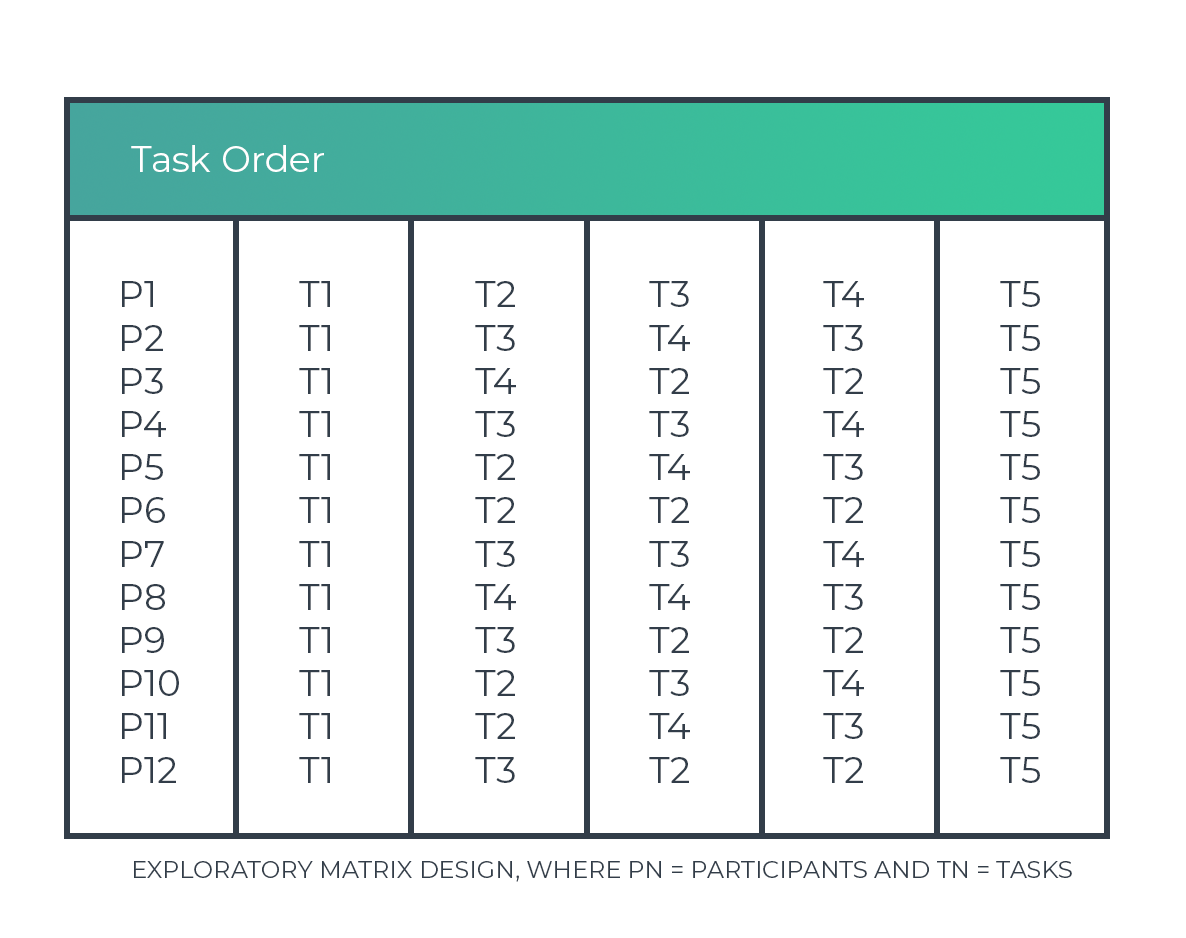 Task Order
P1 T1 T2 T3 T4 T5
P2 T1 T3 T4 T3 T5
P3 T1 T4 T2 T2 T5
P4 T1 T3 T3 T4 T5
P5 T1 T2 T4 T3 T5
P6 T1 T2 T2 T2 T5
P7 T1 T3 T3 T4 T5
P8 T1 T4 T4 T3 T5
P9 T1 T3 T2 T2 T5
P10 T1 T2 T3 T4 T5
P11 T1 T2 T4 T3 T5
P12 T1 T3 T2 T2 T5
EXPLORATORY MATRIX DESIGN, WHERE PN = PARTICIPANTS AND TN = TASKS